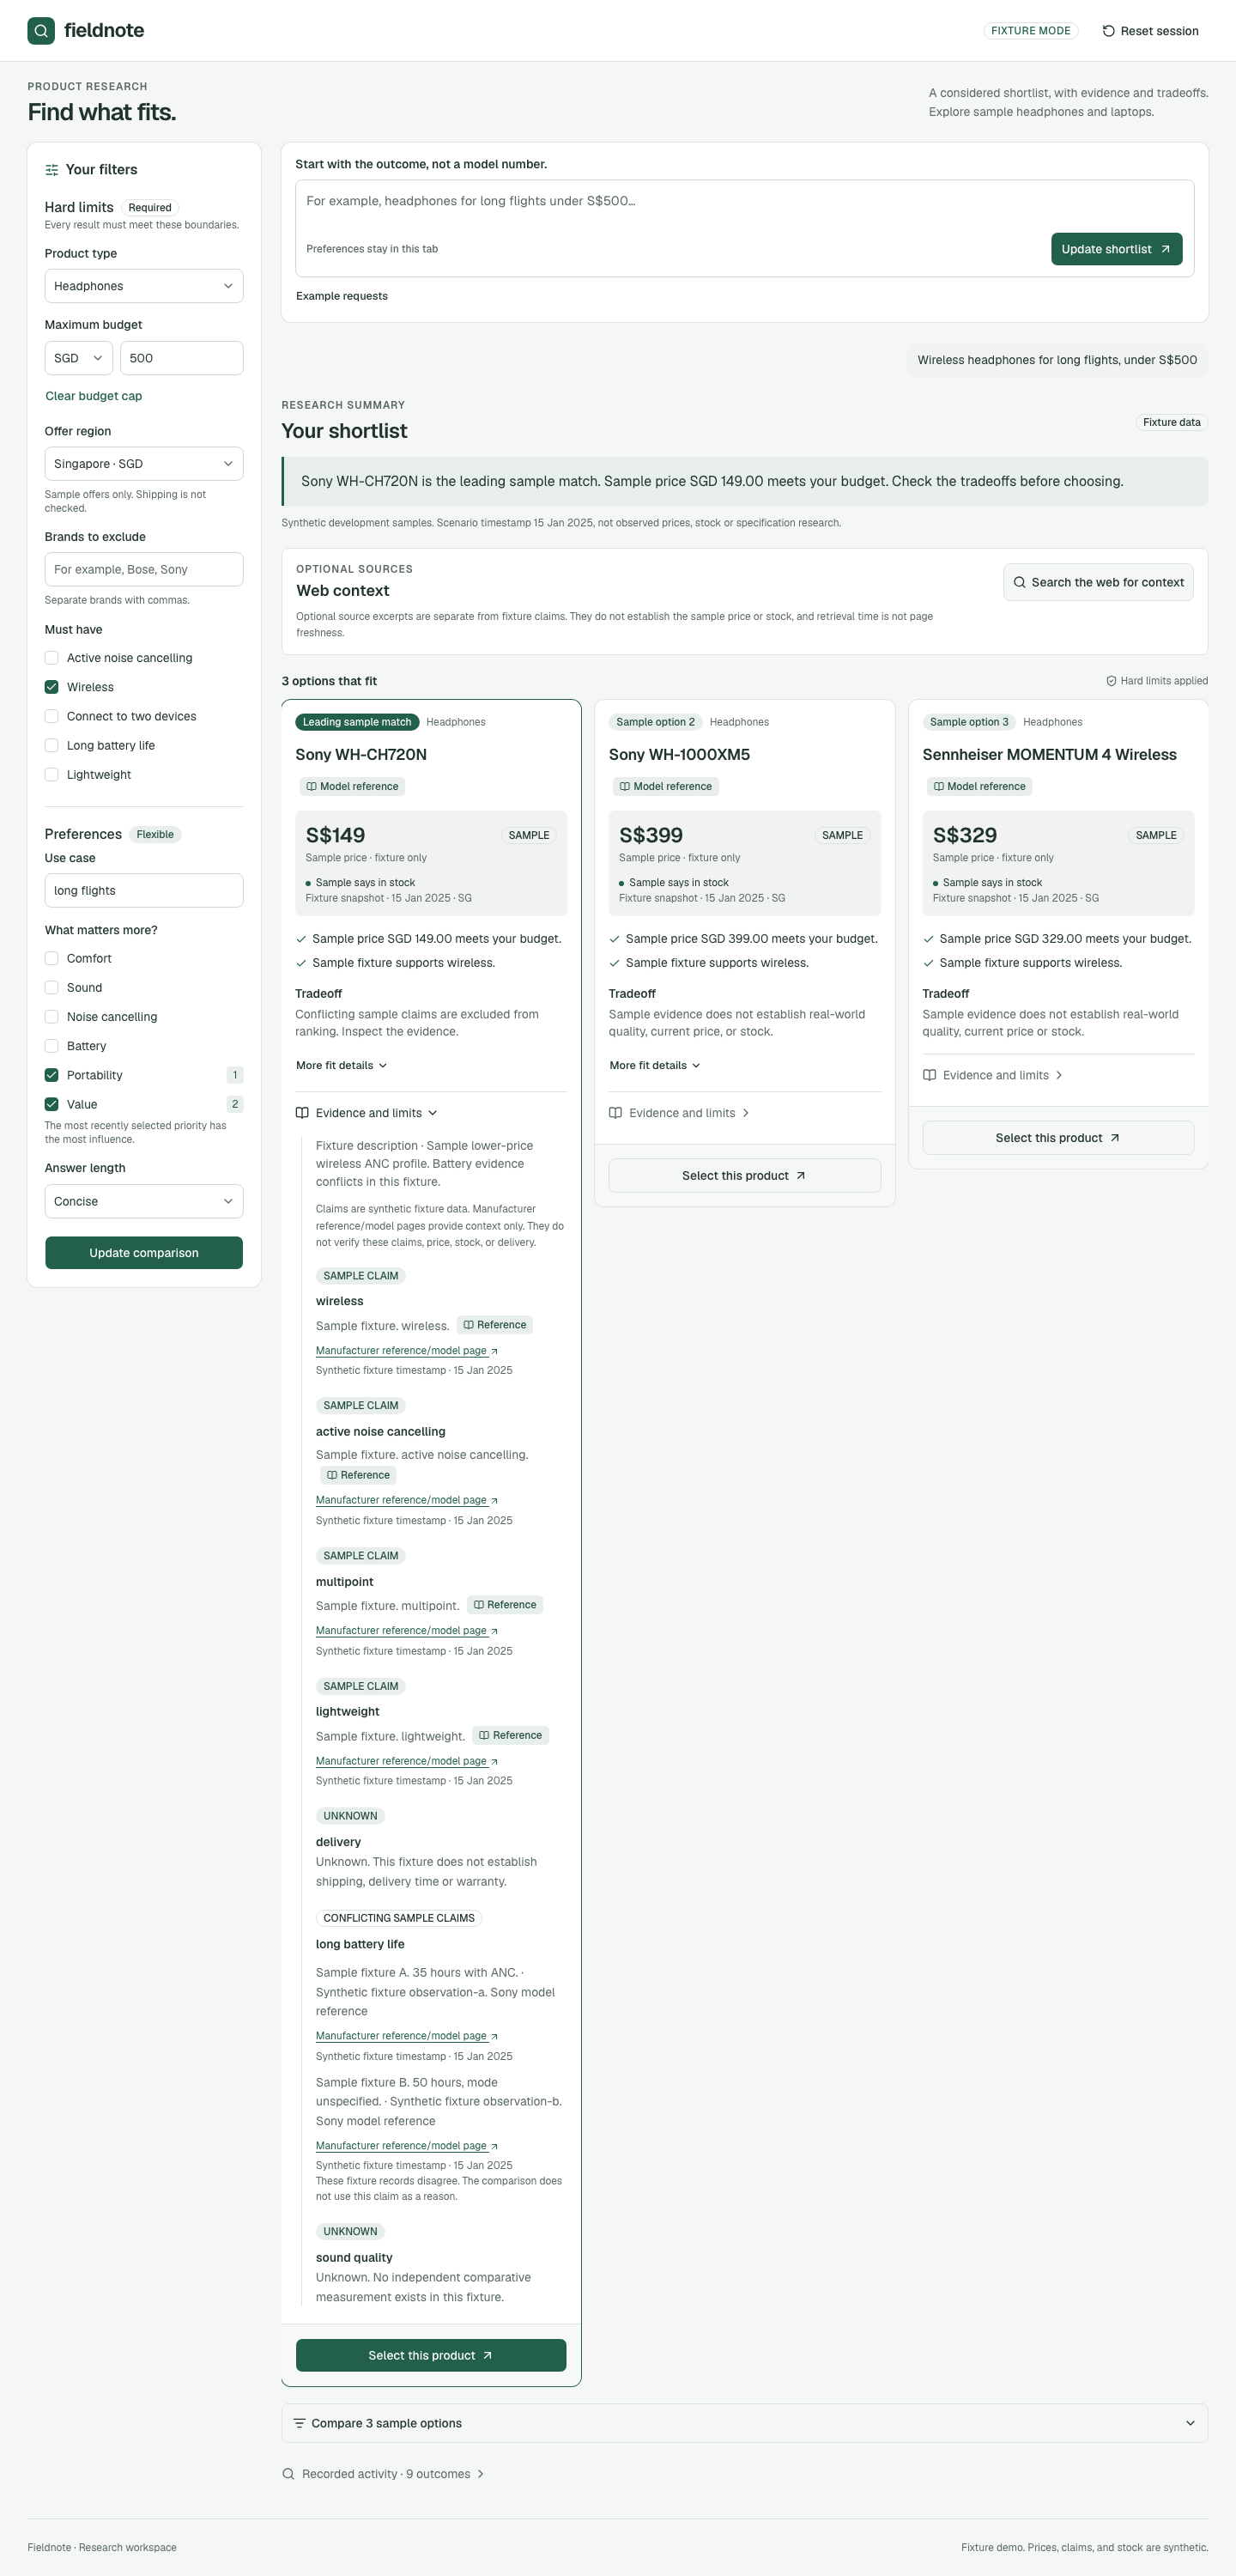 fieldnote
FIXTURE MODE
Reset session
PRODUCT RESEARCH
Find what fits.
A considered shortlist, with evidence and tradeoffs.
Explore sample headphones and laptops.
Your filters
Hard limits
Required
Every result must meet these boundaries.
Product type
Headphones
Maximum budget
SGD
500
Clear budget cap
Offer region
Singapore · SGD
Sample offers only. Shipping is not
checked.
Brands to exclude
For example, Bose, Sony
Separate brands with commas.
Must have
Active noise cancelling
Wireless
Connect to two devices
Long battery life
Lightweight
Preferences
Flexible
Use case
long flights
What matters more?
Comfort
Sound
Noise cancelling
Battery
Portability
1
Value
2
The most recently selected priority has
the most influence.
Answer length
Concise
Update comparison
Start with the outcome, not a model number.
For example, headphones for long flights under S$500…
Preferences stay in this tab
Update shortlist
Example requests
Wireless headphones for long flights, under S$500
RESEARCH SUMMARY
Your shortlist
Fixture data
Sony WH-CH720N is the leading sample match. Sample price SGD 149.00 meets your budget. Check the tradeoffs before choosing.
Synthetic development samples. Scenario timestamp 15 Jan 2025, not observed prices, stock or specification research.
OPTIONAL SOURCES
Web context
Optional source excerpts are separate from fixture claims. They do not establish the sample price or stock, and retrieval time is not page
freshness.
Search the web for context
3 options that fit
Hard limits applied
Leading sample match
Headphones
Sony WH-CH720N
Model reference
S$149
SAMPLE
Sample price · fixture only
Sample says in stock
Fixture snapshot · 15 Jan 2025 · SG
Sample price SGD 149.00 meets your budget.
Sample fixture supports wireless.
Tradeoff
Conflicting sample claims are excluded from
ranking. Inspect the evidence.
More fit details
Evidence and limits
Fixture description · Sample lower-price
wireless ANC profile. Battery evidence
conflicts in this fixture.
Claims are synthetic fixture data. Manufacturer
reference/model pages provide context only. They do
not verify these claims, price, stock, or delivery.
SAMPLE CLAIM
wireless
Sample fixture. wireless.
Reference
Manufacturer reference/model page
Synthetic fixture timestamp · 15 Jan 2025
SAMPLE CLAIM
active noise cancelling
Sample fixture. active noise cancelling.
Reference
Manufacturer reference/model page
Synthetic fixture timestamp · 15 Jan 2025
SAMPLE CLAIM
multipoint
Sample fixture. multipoint.
Reference
Manufacturer reference/model page
Synthetic fixture timestamp · 15 Jan 2025
SAMPLE CLAIM
lightweight
Sample fixture. lightweight.
Reference
Manufacturer reference/model page
Synthetic fixture timestamp · 15 Jan 2025
UNKNOWN
delivery
Unknown. This fixture does not establish
shipping, delivery time or warranty.
CONFLICTING SAMPLE CLAIMS
long battery life
Sample fixture A. 35 hours with ANC. ·
Synthetic fixture observation-a. Sony model
reference
Manufacturer reference/model page
Synthetic fixture timestamp · 15 Jan 2025
Sample fixture B. 50 hours, mode
unspecified. · Synthetic fixture observation-b.
Sony model reference
Manufacturer reference/model page
Synthetic fixture timestamp · 15 Jan 2025
These fixture records disagree. The comparison does
not use this claim as a reason.
UNKNOWN
sound quality
Unknown. No independent comparative
measurement exists in this fixture.
Select this product
Sample option 2
Headphones
Sony WH-1000XM5
Model reference
S$399
SAMPLE
Sample price · fixture only
Sample says in stock
Fixture snapshot · 15 Jan 2025 · SG
Sample price SGD 399.00 meets your budget.
Sample fixture supports wireless.
Tradeoff
Sample evidence does not establish real-world
quality, current price, or stock.
More fit details
Evidence and limits
Select this product
Sample option 3
Headphones
Sennheiser MOMENTUM 4 Wireless
Model reference
S$329
SAMPLE
Sample price · fixture only
Sample says in stock
Fixture snapshot · 15 Jan 2025 · SG
Sample price SGD 329.00 meets your budget.
Sample fixture supports wireless.
Tradeoff
Sample evidence does not establish real-world
quality, current price or stock.
Evidence and limits
Select this product
Compare 3 sample options
Recorded activity · 9 outcomes
Fieldnote · Research workspace
Fixture demo. Prices, claims, and stock are synthetic.